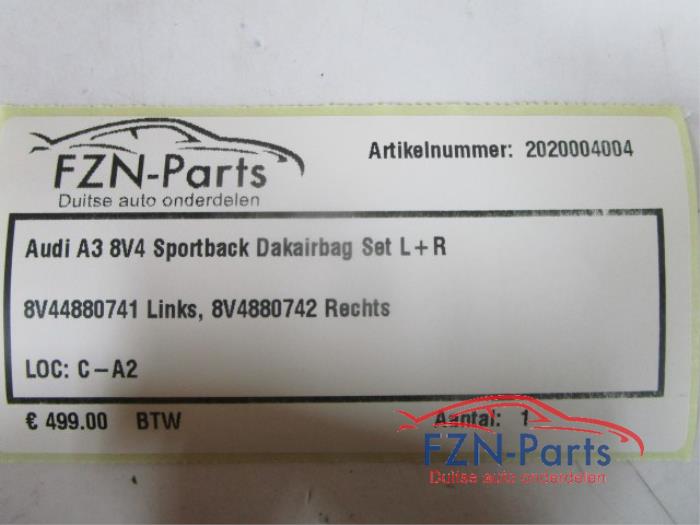 FZN-Parts
Duitse auto onderdelen
Artikelnummer: 2020004004
Audi A3 8V4 Sportback Dakairbag Set L+R
8V44880741 Links, 8V4880742 Rechts
LOC: C-A2
€ 499.00 BTW
Aantal: 1
FZN-Parts
Duitse auto onderdelen